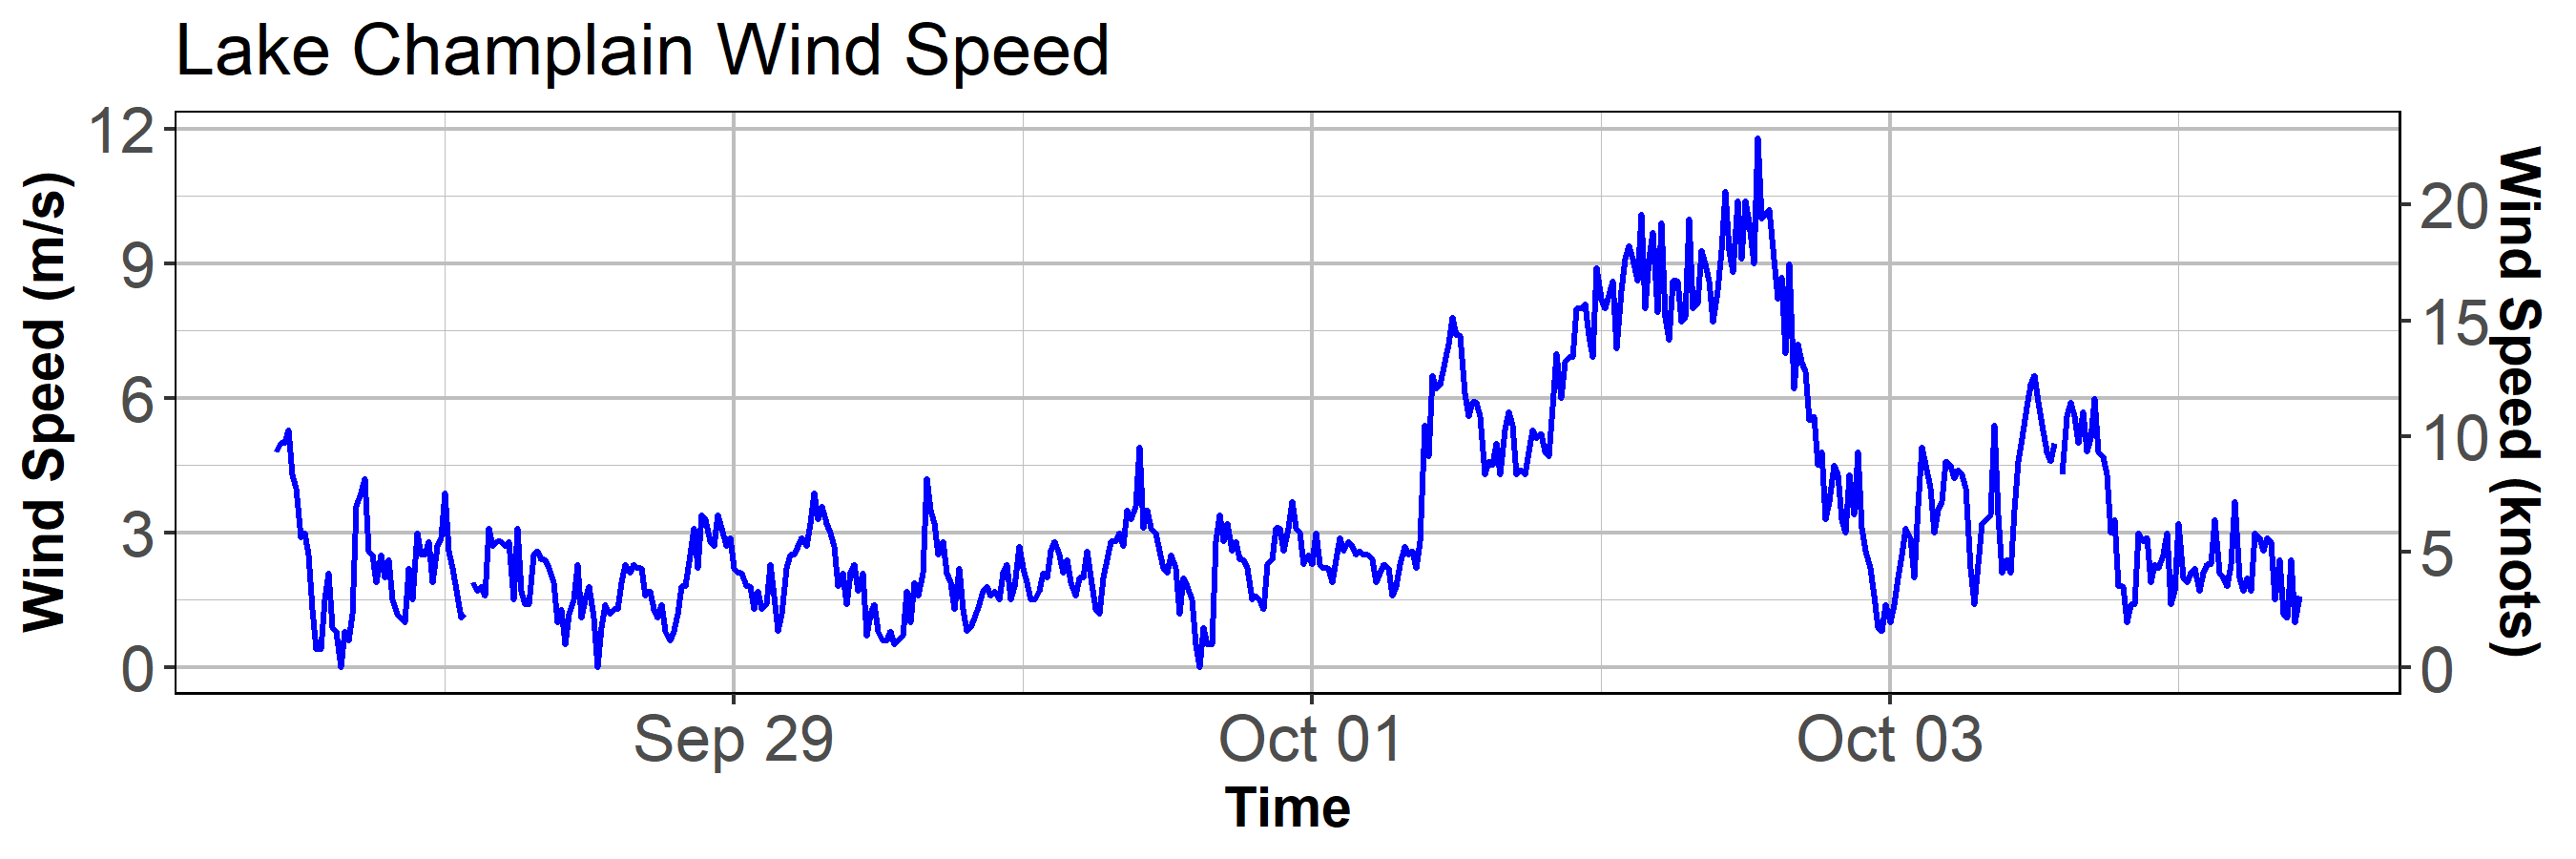 Lake Champlain Wind Speed
Wind Speed (m/s)
12
9
6
3
0
20
15
10
5
0
Wind Speed (knots)
Sep 29
Oct 01
Oct 03
Time